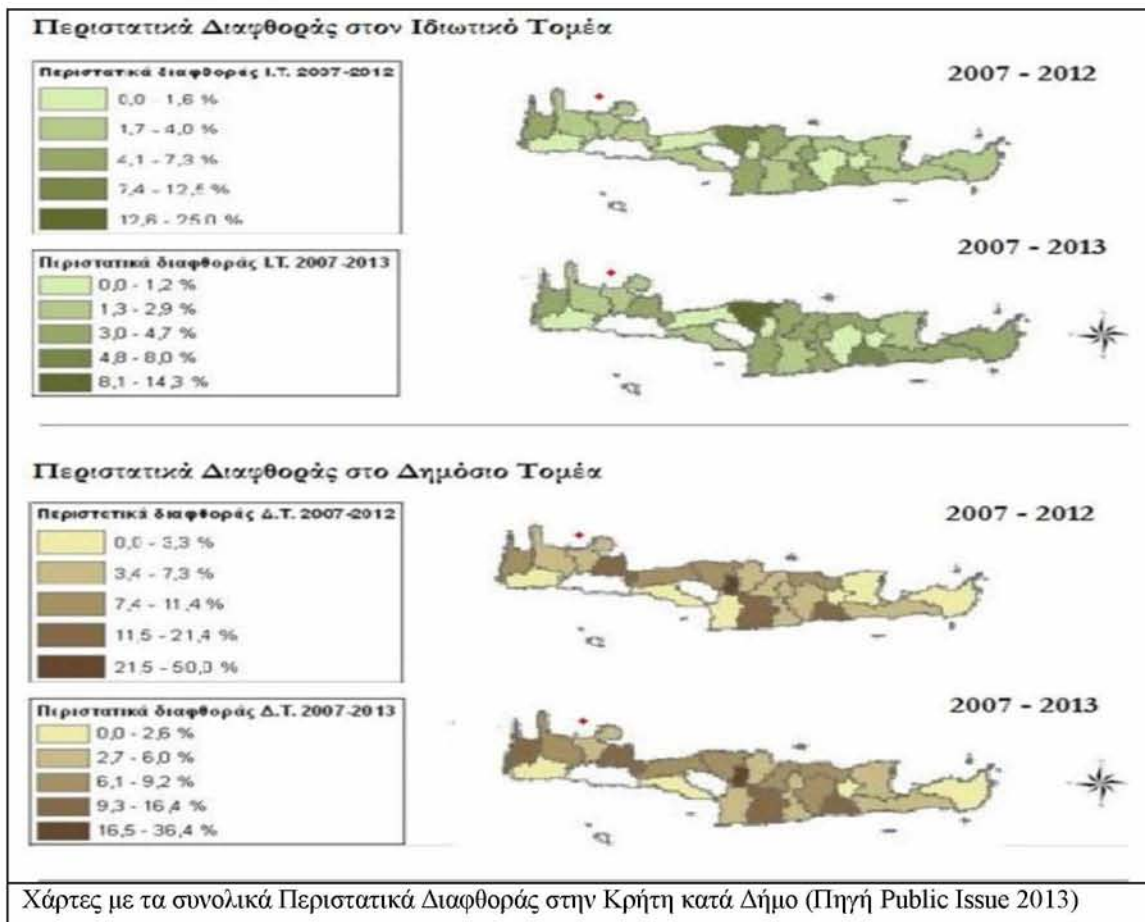 Περιστατικά Διαφθοράς στον Ιδιωτικό Τομέα
Περιστατικά διαφθοράς Ι.Τ. 2007-2012
0,0 - 1,6 %
1,7 - 4,0 %
4,1 - 7,3 %
7,4 - 12,5 %
12,6 - 25,0 %
2007 - 2012
Περιστατικά διαφθοράς Ι.Τ. 2007-2013
0,0 - 1,2 %
1,3 - 2,9 %
3,0 - 4,7 %
4,8 - 8,0 %
8,1 - 14,3 %
2007 - 2013
Περιστατικά Διαφθοράς στο Δημόσιο Τομέα
Περιστατικά διαφθοράς Δ.Τ. 2007-2012
0,0 - 3,3 %
3,4 - 7,3 %
7,4 - 11,4 %
11,5 - 21,4 %
21,5 - 50,0 %
2007 - 2012
Περιστατικά διαφθοράς Δ.Τ. 2007-2013
0,0 - 2,6 %
2,7 - 6,0 %
6,1 - 9,2 %
9,3 - 16,4 %
16,5 - 36,4 %
2007 - 2013
Χάρτες με τα συνολικά Περιστατικά Διαφθοράς στην Κρήτη κατά Δήμο (Πηγή Public Issue 2013)